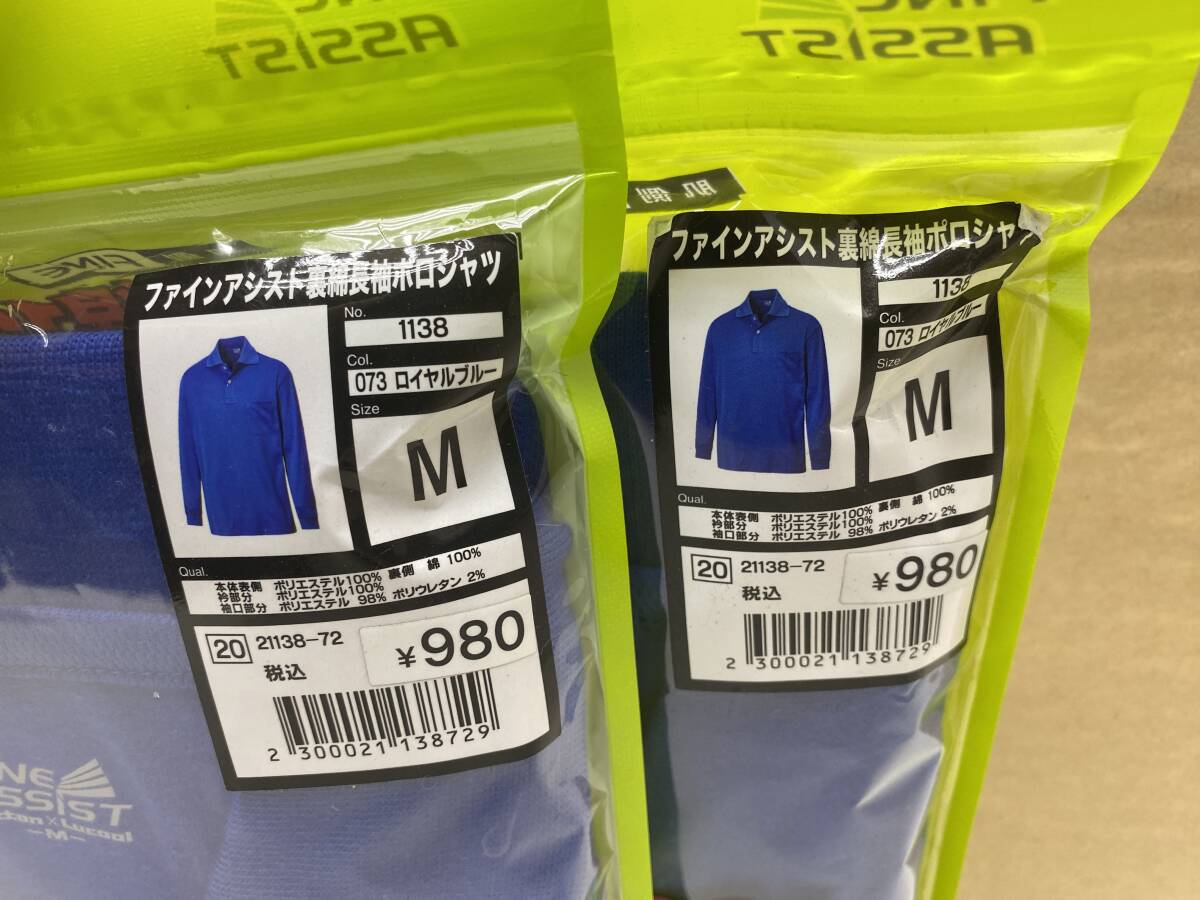 ASSIST
FINE
ファインアシスト裏綿長袖ポロシャツ
No.
1138
Col.
073 ロイヤルブルー
Size
M
Qual.
本体表側 ポリエステル100% 裏側 綿 100%
衿部分 ポリエステル100%
袖口部分 ポリエステル 98% ポリウレタン 2%
20 21138-72
税込
¥980
2 300021 138729
NE
ASSIST
Lucool
-M-
INE
ASSIST
肌側
ファインアシスト裏綿長袖ポロシャツ
1138
Col.
073 ロイヤルブルー
Size
M
Qual.
本体表側 ポリエステル100% 裏側 綿 100%
衿部分 ポリエステル100%
袖口部分 ポリエステル 98% ポリウレタン 2%
20 21138-72
税込
¥980
2 300021 138729